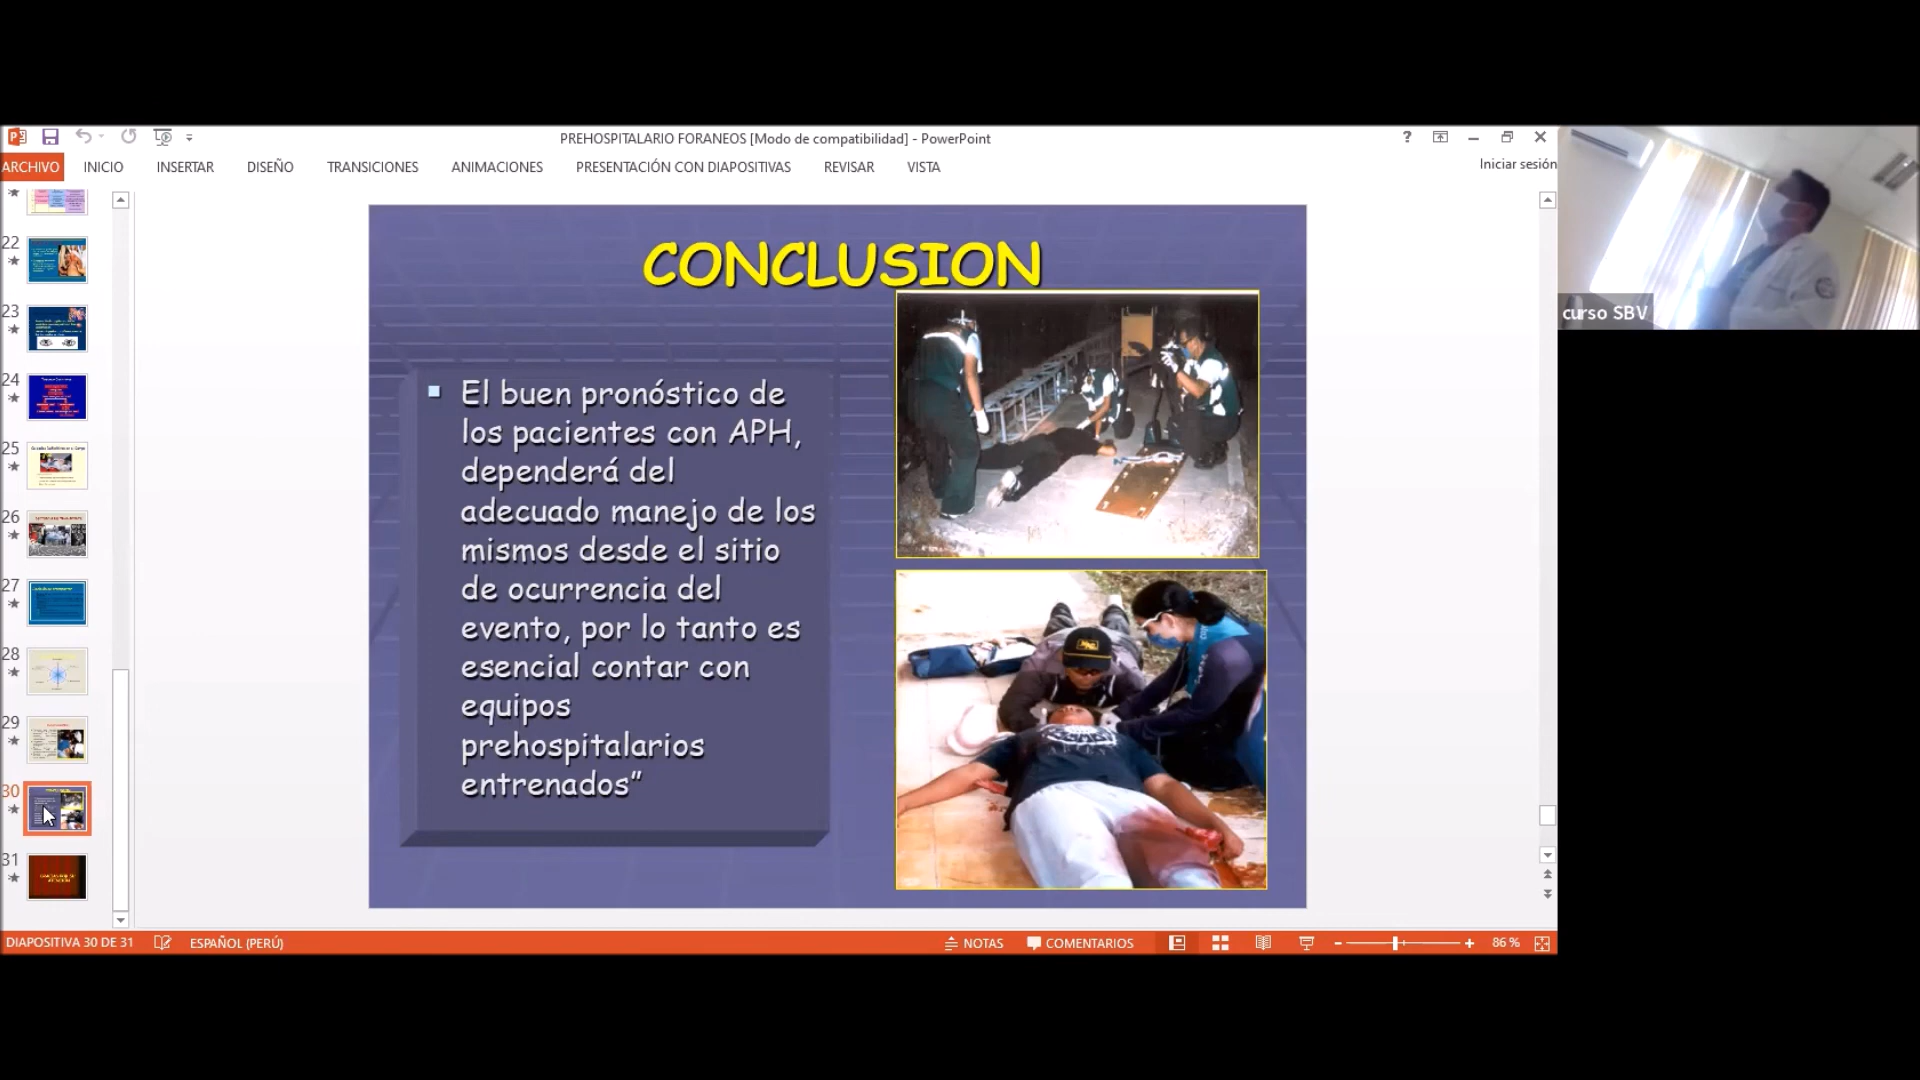 PREHOSPITALARIO FORANEOS [Modo de compatibilidad] - PowerPoint
?
ARCHIVO INICIO INSERTAR DISEÑO TRANSICIONES ANIMACIONES PRESENTACIÓN CON DIAPOSITIVAS REVISAR VISTA
Iniciar sesión
22
23
24
25
26
27
28
29
30
31
CONCLUSION
El buen pronóstico de
los pacientes con APH,
dependerá del
adecuado manejo de los
mismos desde el sitio
de ocurrencia del
evento, por lo tanto es
esencial contar con
equipos
prehospitalarios
entrenados”
curso SBV
DIAPOSITIVA 30 DE 31 ESPAÑOL (PERÚ) NOTAS COMENTARIOS 86 %